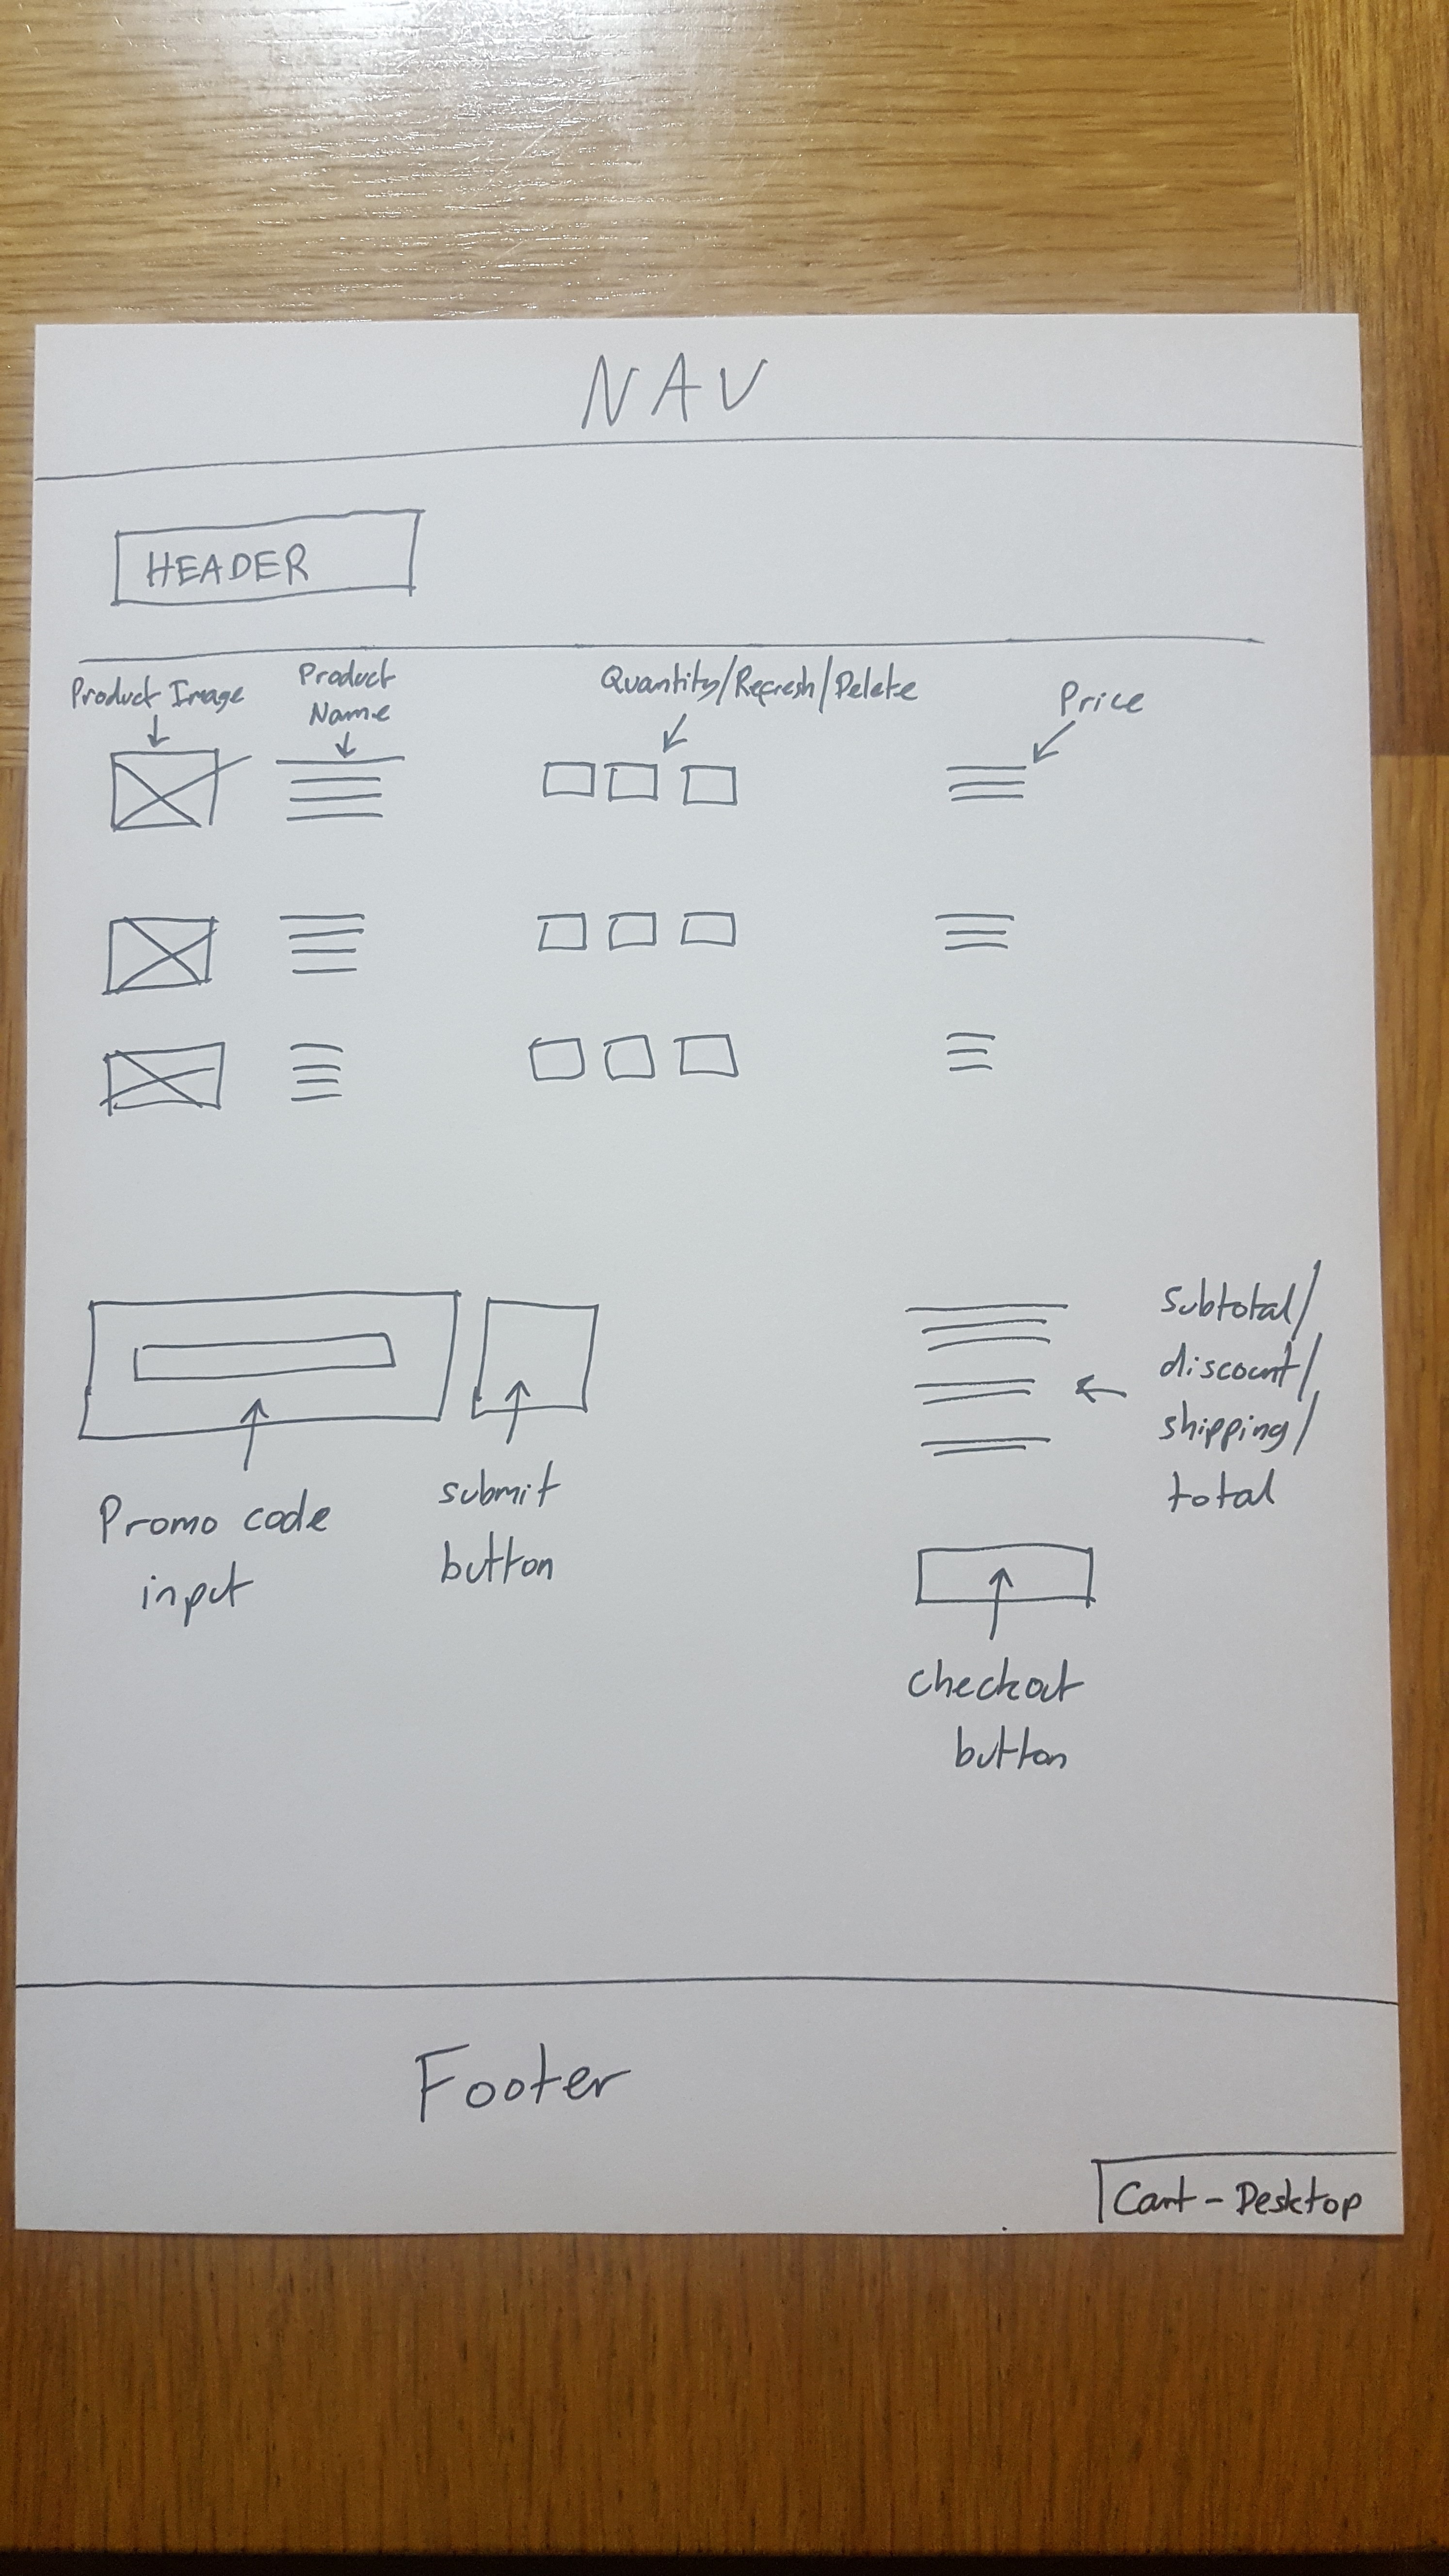 NAV
HEADER
Product Image
Product
Name
Quantity/Refresh/Delete
Price
Promo code
input
submit
button
Subtotal/
discount/
shipping/
total
checkout
button
Footer
Cart - Desktop